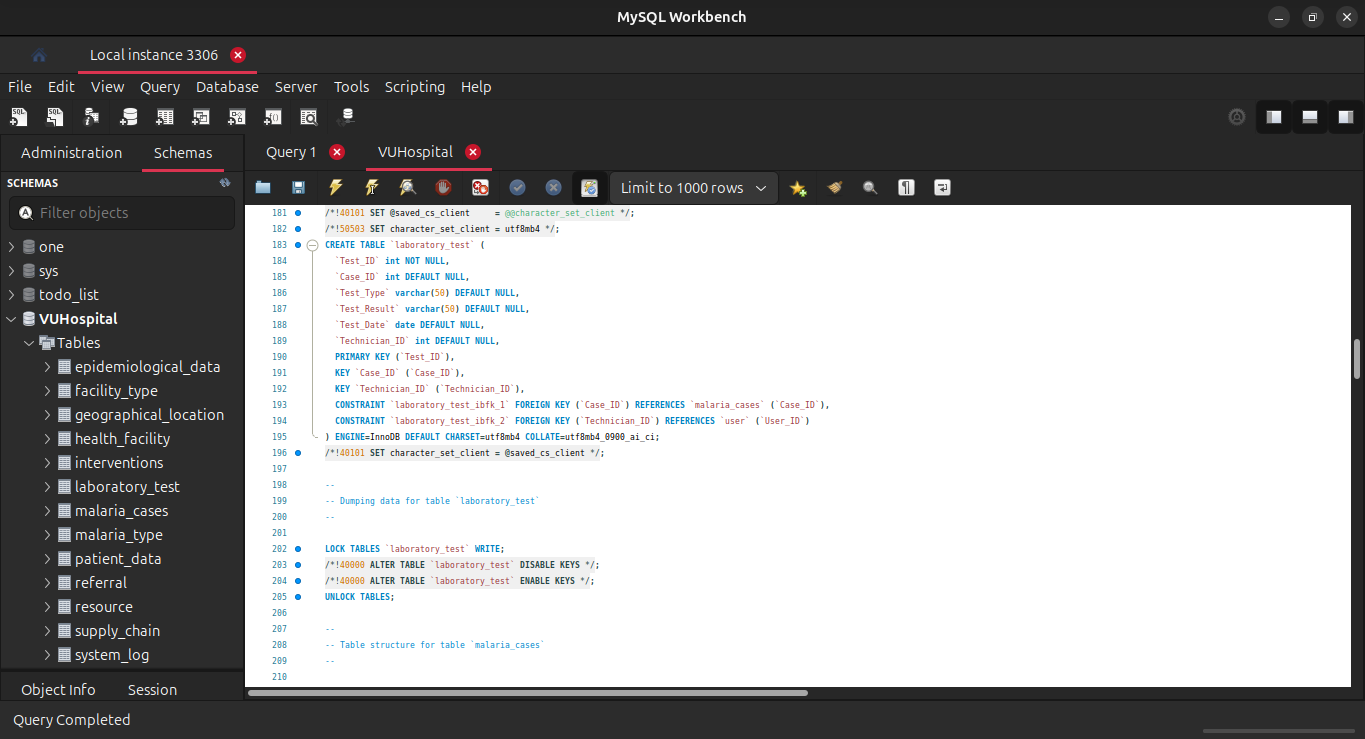 MySQL Workbench
Local instance 3306
File Edit View Query Database Server Tools Scripting Help
Administration Schemas
Query 1 VUHospital
SCHEMAS
Limit to 1000 rows
Filter objects
one
sys
todo_list
VUHospital
Tables
epidemiological_data
facility_type
geographical_location
health_facility
interventions
laboratory_test
malaria_cases
malaria_type
patient_data
referral
resource
supply_chain
system_log
Object Info Session
181 /*!40101 SET @saved_cs_client     = @@character_set_client */;
182 /*!50503 SET character_set_client = utf8mb4 */;
183 CREATE TABLE `laboratory_test` (
184   `Test_ID` int NOT NULL,
185   `Case_ID` int DEFAULT NULL,
186   `Test_Type` varchar(50) DEFAULT NULL,
187   `Test_Result` varchar(50) DEFAULT NULL,
188   `Test_Date` date DEFAULT NULL,
189   `Technician_ID` int DEFAULT NULL,
190   PRIMARY KEY (`Test_ID`),
191   KEY `Case_ID` (`Case_ID`),
192   KEY `Technician_ID` (`Technician_ID`),
193   CONSTRAINT `laboratory_test_ibfk_1` FOREIGN KEY (`Case_ID`) REFERENCES `malaria_cases` (`Case_ID`),
194   CONSTRAINT `laboratory_test_ibfk_2` FOREIGN KEY (`Technician_ID`) REFERENCES `user` (`User_ID`)
195 ) ENGINE=InnoDB DEFAULT CHARSET=utf8mb4 COLLATE=utf8mb4_0900_ai_ci;
196 /*!40101 SET character_set_client = @saved_cs_client */;
197
198 --
199 -- Dumping data for table `laboratory_test`
200 --
201
202 LOCK TABLES `laboratory_test` WRITE;
203 /*!40000 ALTER TABLE `laboratory_test` DISABLE KEYS */;
204 /*!40000 ALTER TABLE `laboratory_test` ENABLE KEYS */;
205 UNLOCK TABLES;
206
207 --
208 -- Table structure for table `malaria_cases`
209 --
210
Query Completed